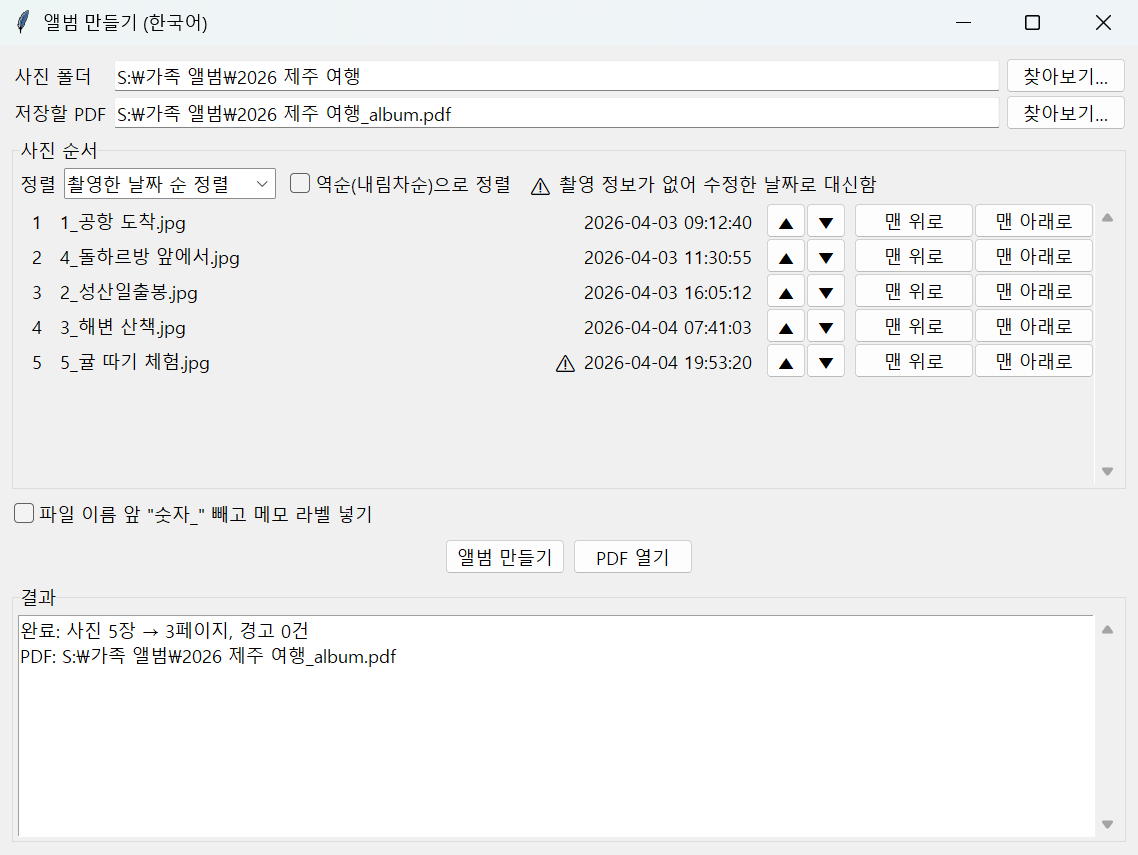 앨범 만들기 (한국어)
사진 폴더 S:₩가족 앨범₩2026 제주 여행 찾아보기...
저장할 PDF S:₩가족 앨범₩2026 제주 여행_album.pdf 찾아보기...
사진 순서
정렬 촬영한 날짜 순 정렬 역순(내림차순)으로 정렬 ⚠ 촬영 정보가 없어 수정한 날짜로 대신함
1 1_공항 도착.jpg 2026-04-03 09:12:40 ▲ ▼ 맨 위로 맨 아래로
2 4_돌하르방 앞에서.jpg 2026-04-03 11:30:55 ▲ ▼ 맨 위로 맨 아래로
3 2_성산일출봉.jpg 2026-04-03 16:05:12 ▲ ▼ 맨 위로 맨 아래로
4 3_해변 산책.jpg 2026-04-04 07:41:03 ▲ ▼ 맨 위로 맨 아래로
5 5_귤 따기 체험.jpg ⚠ 2026-04-04 19:53:20 ▲ ▼ 맨 위로 맨 아래로
파일 이름 앞 "숫자_" 빼고 메모 라벨 넣기
앨범 만들기 PDF 열기
결과
완료: 사진 5장 → 3페이지, 경고 0건
PDF: S:₩가족 앨범₩2026 제주 여행_album.pdf